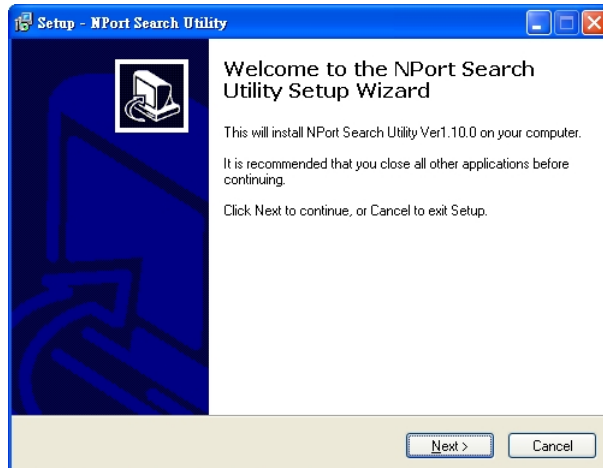 Setup - NPort Search Utility
Welcome to the NPort Search
Utility Setup Wizard
This will install NPort Search Utility Ver1.10.0 on your computer.
It is recommended that you close all other applications before
continuing.
Click Next to continue, or Cancel to exit Setup.
Next >
Cancel